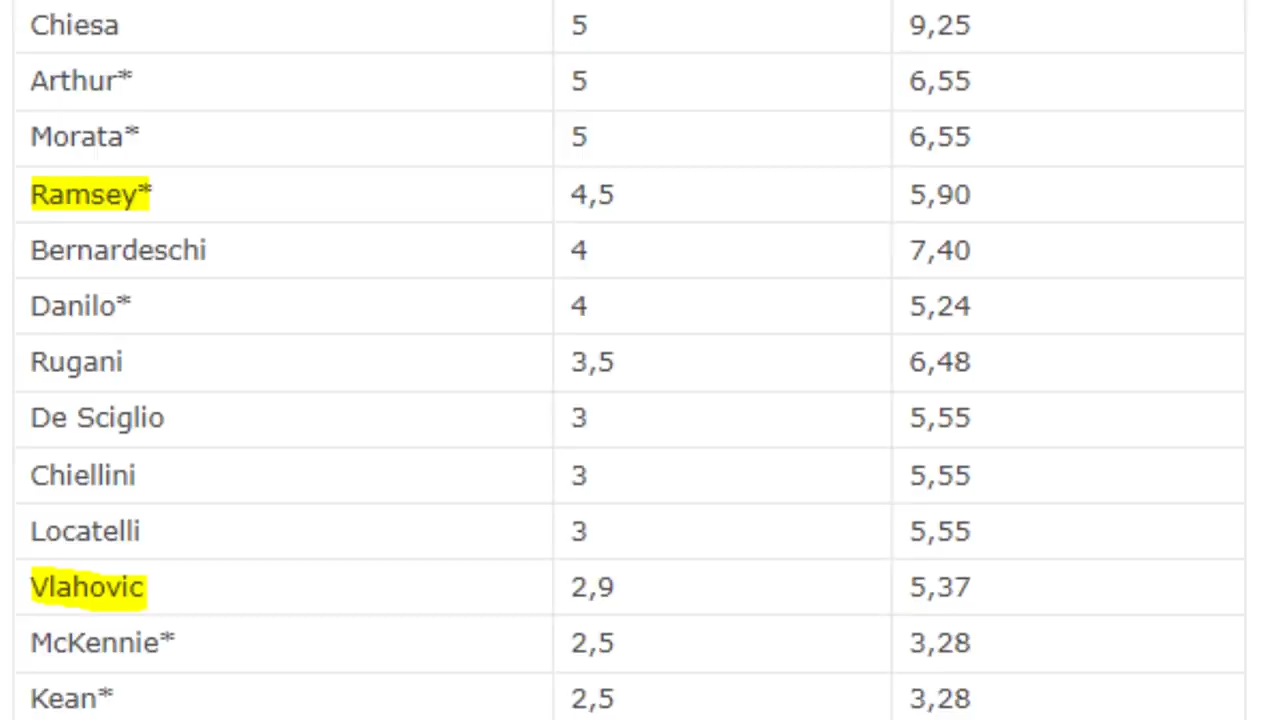 Chiesa 5 9,25
Arthur* 5 6,55
Morata* 5 6,55
Ramsey* 4,5 5,90
Bernardeschi 4 7,40
Danilo* 4 5,24
Rugani 3,5 6,48
De Sciglio 3 5,55
Chiellini 3 5,55
Locatelli 3 5,55
Vlahovic 2,9 5,37
McKennie* 2,5 3,28
Kean* 2,5 3,28